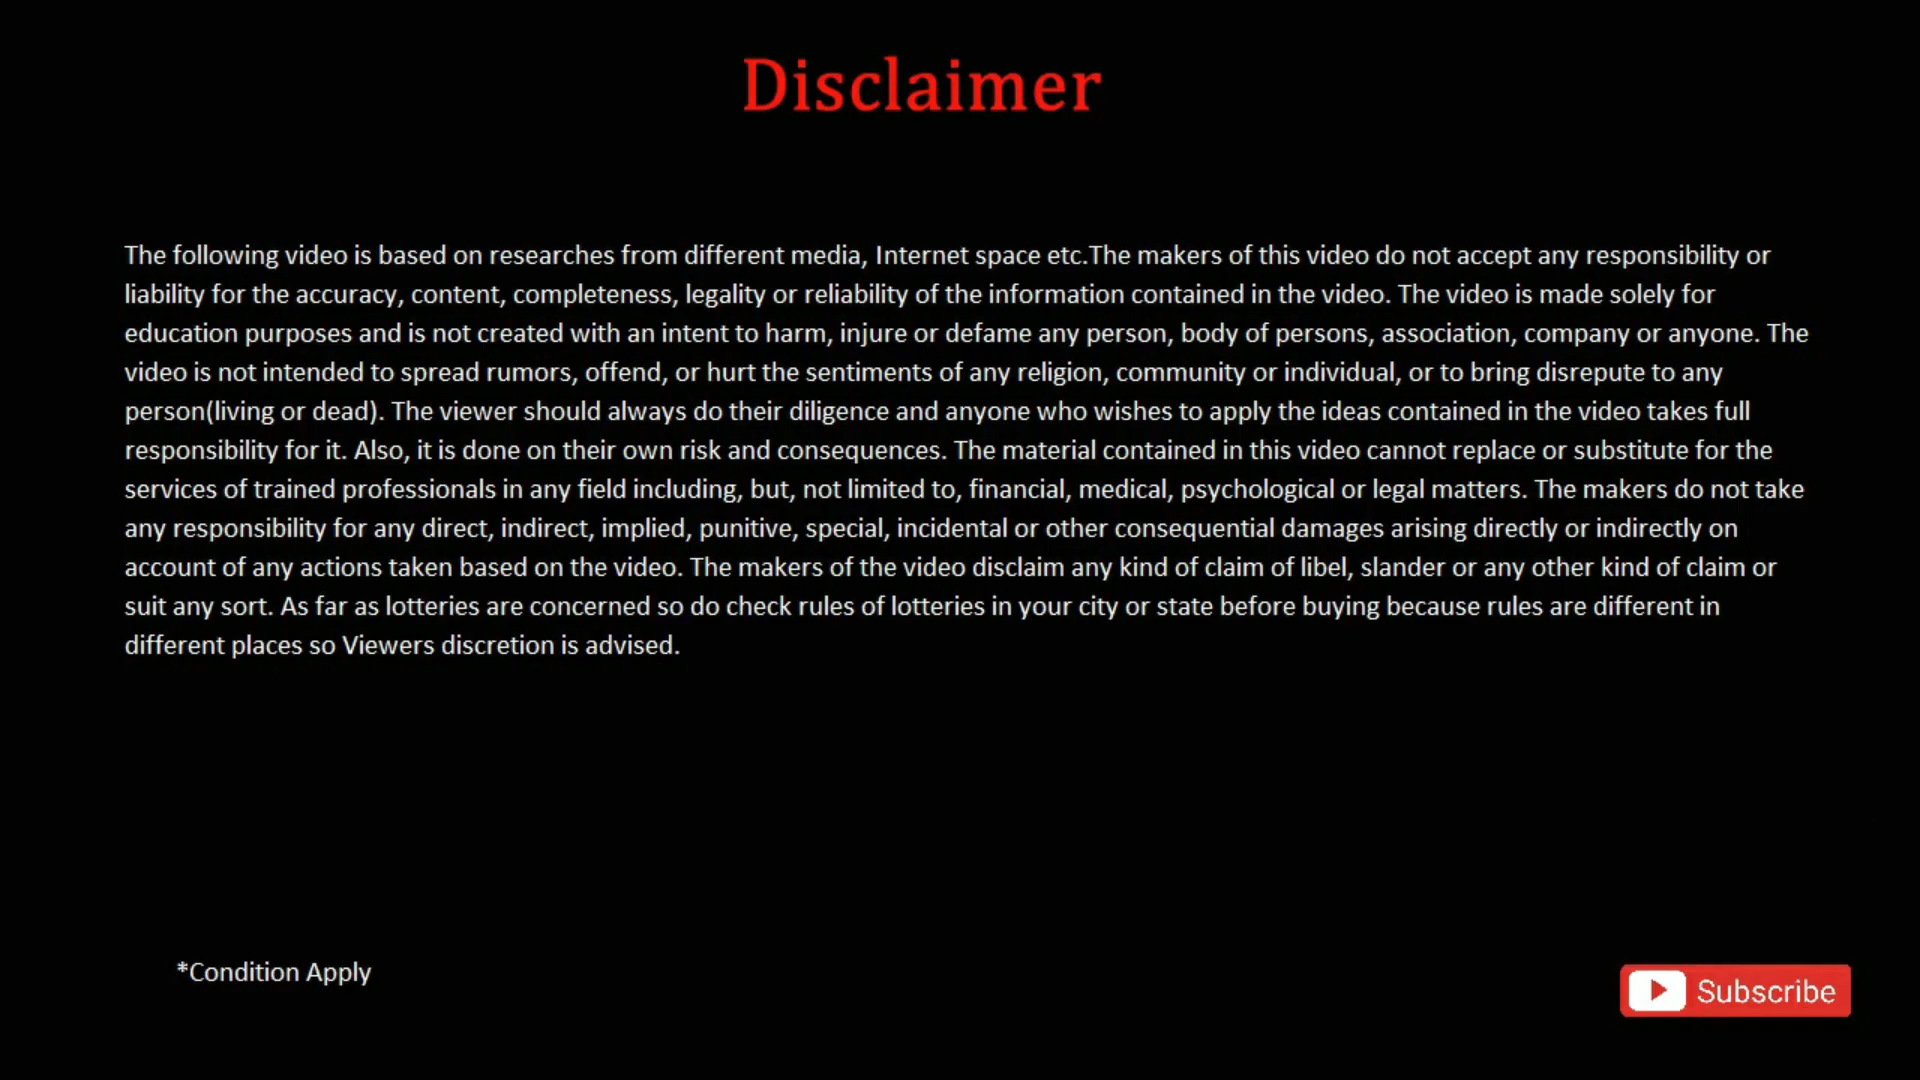 Disclaimer
The following video is based on researches from different media, Internet space etc.The makers of this video do not accept any responsibility or
liability for the accuracy, content, completeness, legality or reliability of the information contained in the video. The video is made solely for
education purposes and is not created with an intent to harm, injure or defame any person, body of persons, association, company or anyone. The
video is not intended to spread rumors, offend, or hurt the sentiments of any religion, community or individual, or to bring disrepute to any
person(living or dead). The viewer should always do their diligence and anyone who wishes to apply the ideas contained in the video takes full
responsibility for it. Also, it is done on their own risk and consequences. The material contained in this video cannot replace or substitute for the
services of trained professionals in any field including, but, not limited to, financial, medical, psychological or legal matters. The makers do not take
any responsibility for any direct, indirect, implied, punitive, special, incidental or other consequential damages arising directly or indirectly on
account of any actions taken based on the video. The makers of the video disclaim any kind of claim of libel, slander or any other kind of claim or
suit any sort. As far as lotteries are concerned so do check rules of lotteries in your city or state before buying because rules are different in
different places so Viewers discretion is advised.
*Condition Apply
Subscribe